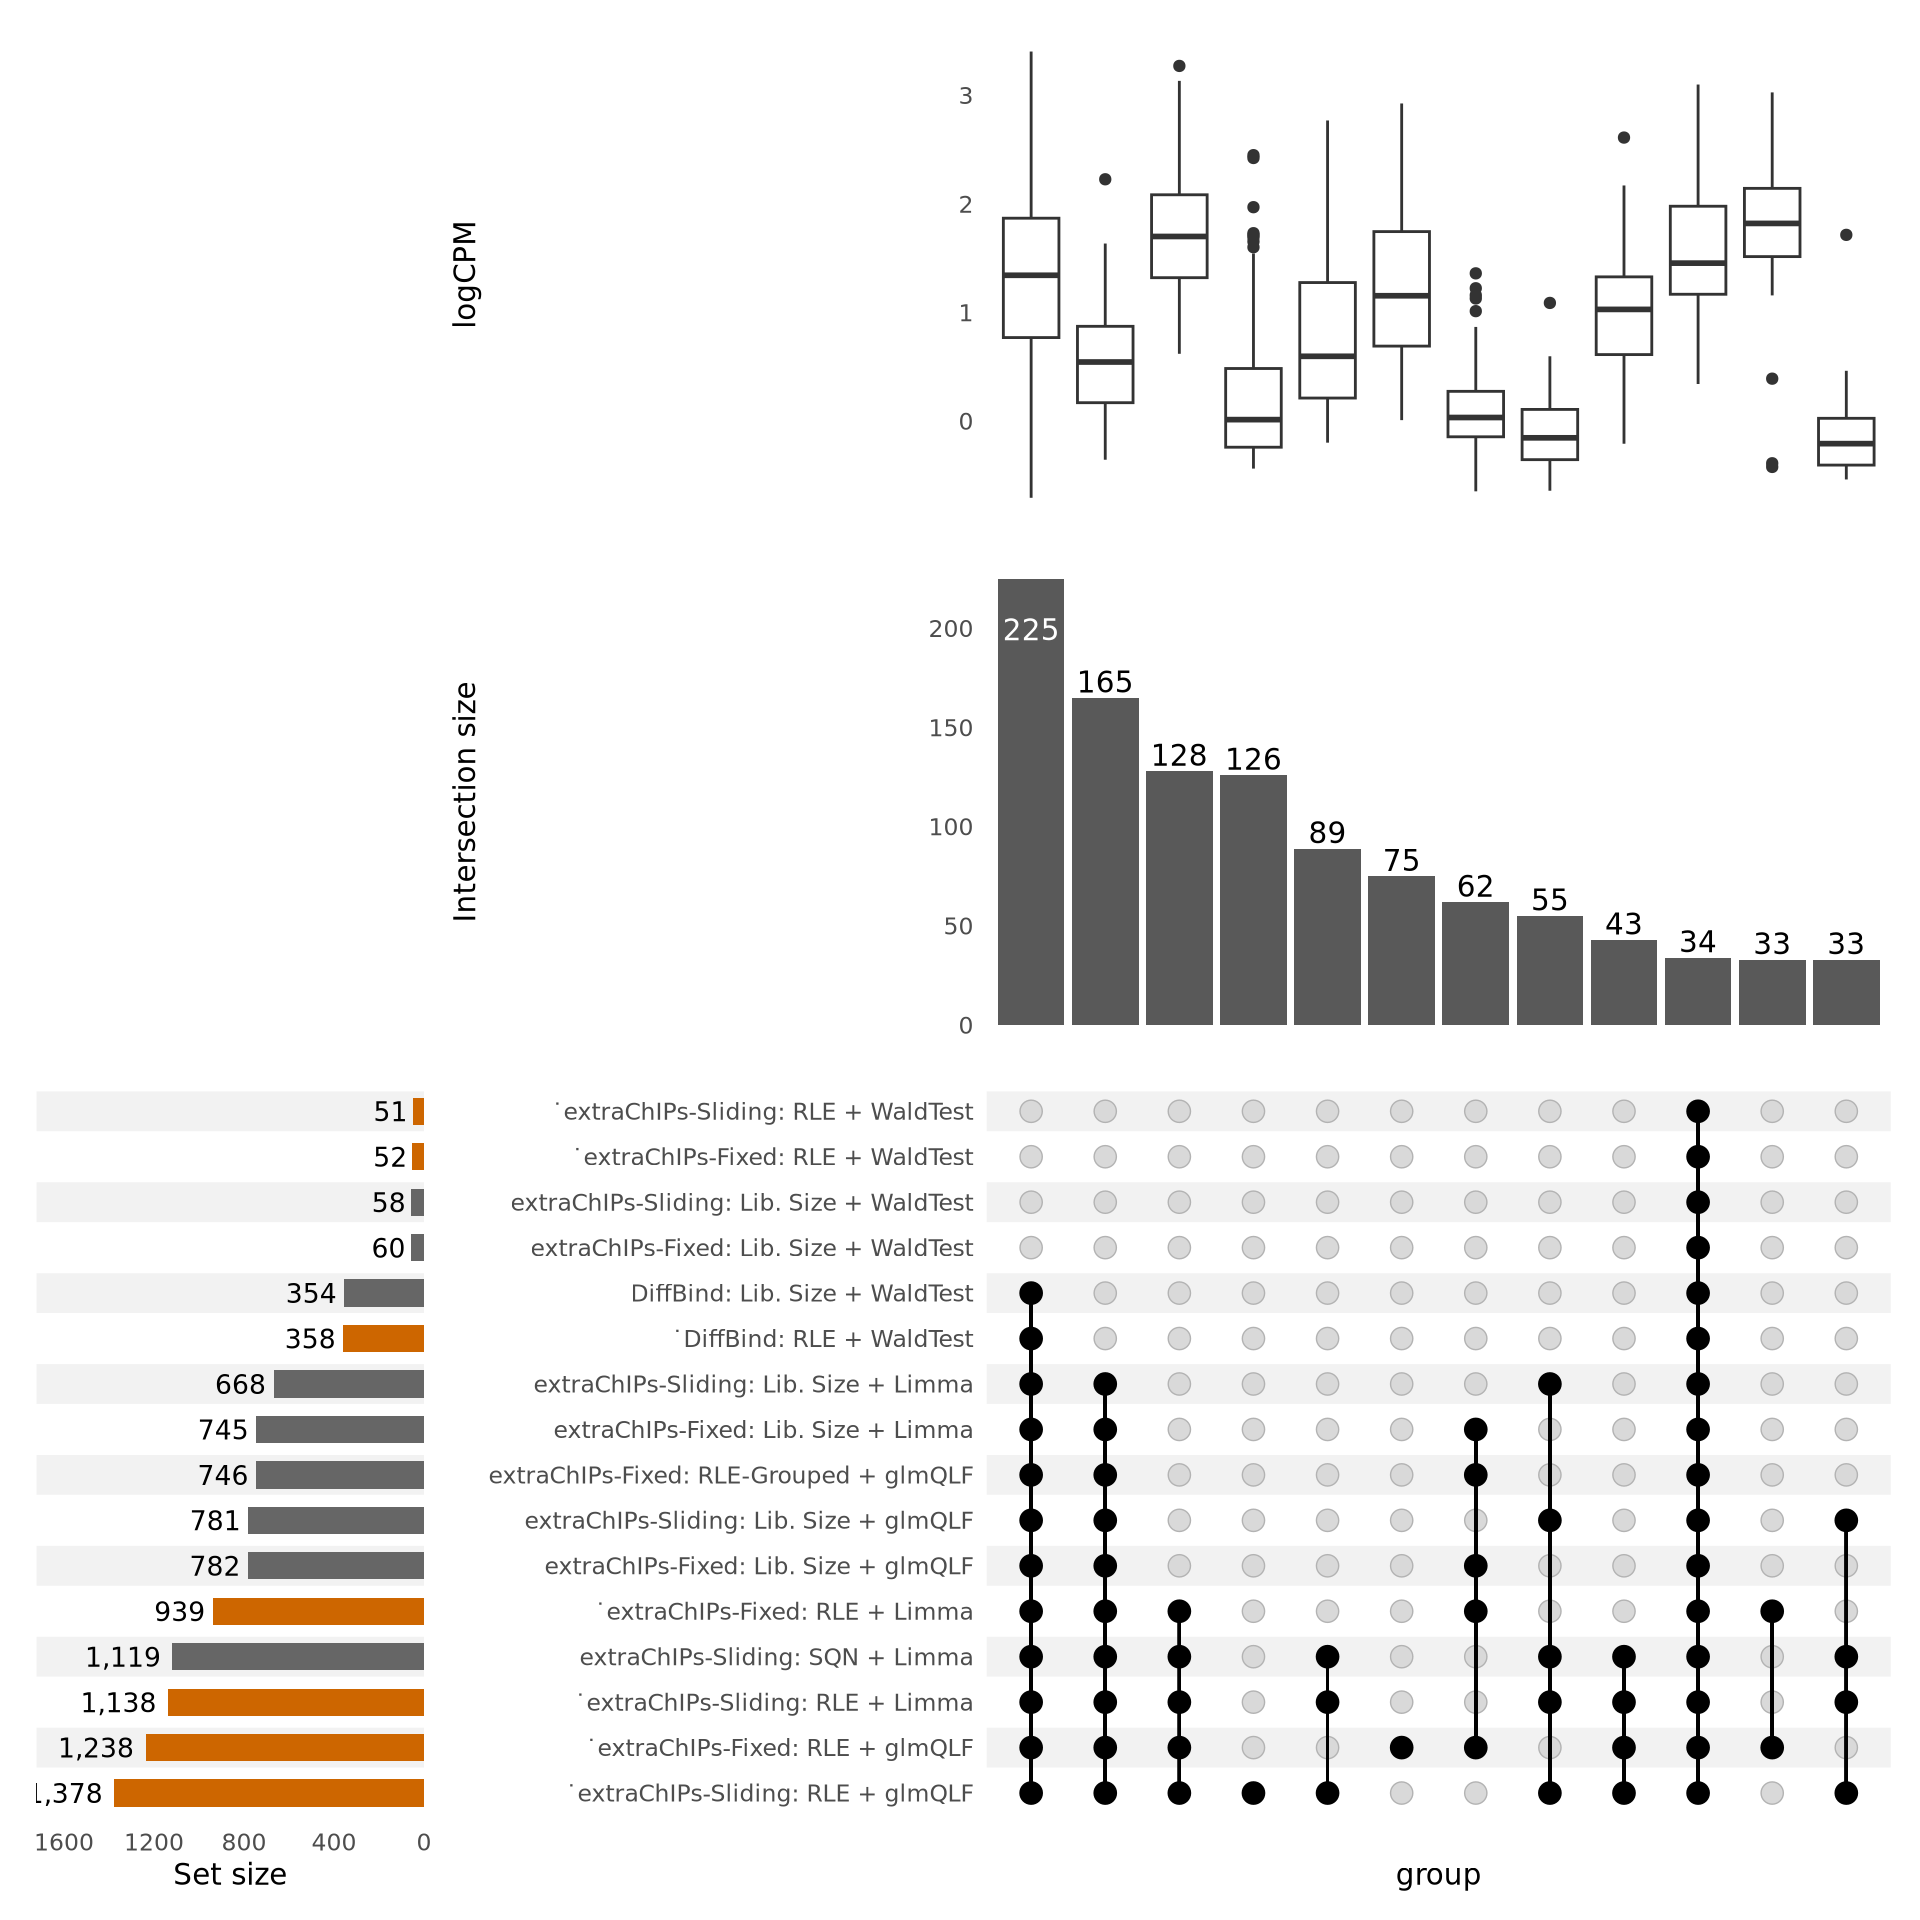 logCPM
3
2
1
0
Intersection size
200
150
100
50
0
225
165
128
126
89
75
62
55
43
34
33
33
51
˙extraChIPs-Sliding: RLE + WaldTest
52
˙extraChIPs-Fixed: RLE + WaldTest
58
extraChIPs-Sliding: Lib. Size + WaldTest
60
extraChIPs-Fixed: Lib. Size + WaldTest
354
DiffBind: Lib. Size + WaldTest
358
˙DiffBind: RLE + WaldTest
668
extraChIPs-Sliding: Lib. Size + Limma
745
extraChIPs-Fixed: Lib. Size + Limma
746
extraChIPs-Fixed: RLE-Grouped + glmQLF
781
extraChIPs-Sliding: Lib. Size + glmQLF
782
extraChIPs-Fixed: Lib. Size + glmQLF
939
˙extraChIPs-Fixed: RLE + Limma
1,119
extraChIPs-Sliding: SQN + Limma
1,138
˙extraChIPs-Sliding: RLE + Limma
1,238
˙extraChIPs-Fixed: RLE + glmQLF
1,378
˙extraChIPs-Sliding: RLE + glmQLF
1600 1200 800 400 0
Set size
group